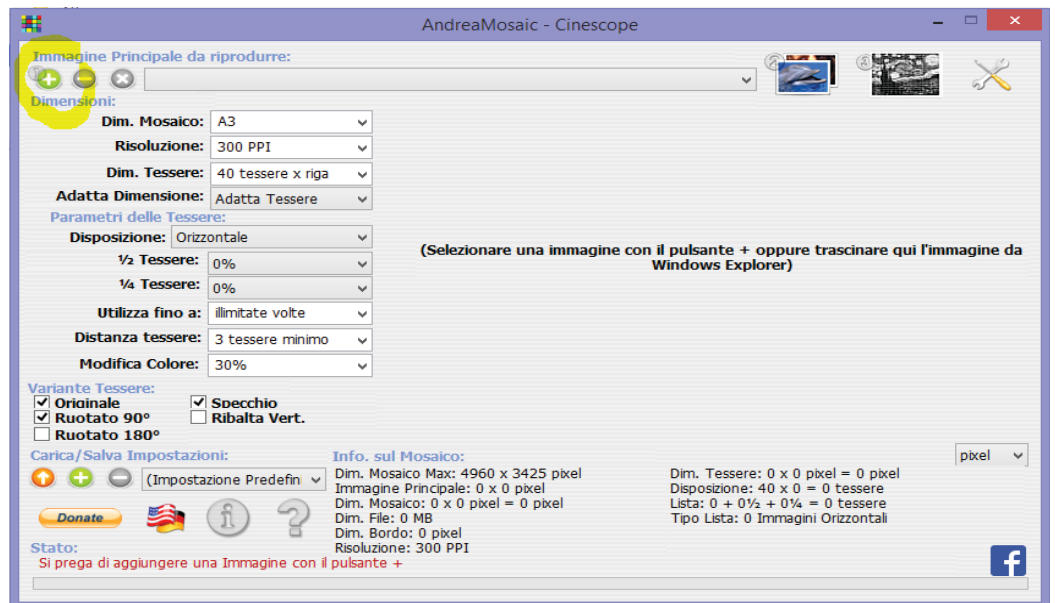 AndreaMosaic - Cinescope
Immagine Principale da riprodurre:
Dimensioni:
Dim. Mosaico: A3
Risoluzione: 300 PPI
Dim. Tessere: 40 tessere x riga
Adatta Dimensione: Adatta Tessere
Parametri delle Tessere:
Disposizione: Orizzontale
½ Tessere: 0%
¼ Tessere: 0%
Utilizza fino a: illimitate volte
Distanza tessere: 3 tessere minimo
Modifica Colore: 30%
(Selezionare una immagine con il pulsante + oppure trascinare qui l'immagine da
Windows Explorer)
Variante Tessere:
Originale Specchio
Ruotato 90° Ribalta Vert.
Ruotato 180°
Carica/Salva Impostazioni:
(Impostazione Predefin
Donate
Info. sul Mosaico:
Dim. Mosaico Max: 4960 x 3425 pixel
Immagine Principale: 0 x 0 pixel
Dim. Mosaico: 0 x 0 pixel = 0 pixel
Dim. File: 0 MB
Dim. Bordo: 0 pixel
Risoluzione: 300 PPI
pixel
Dim. Tessere: 0 x 0 pixel = 0 pixel
Disposizione: 40 x 0 = 0 tessere
Lista: 0 + 0½ + 0¼ = 0 tessere
Tipo Lista: 0 Immagini Orizzontali
Stato:
Si prega di aggiungere una Immagine con il pulsante +